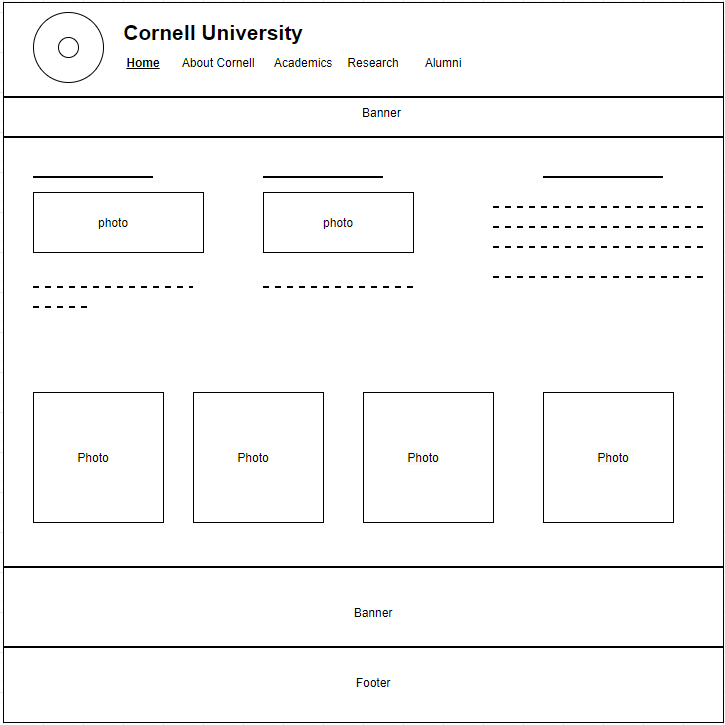 Cornell University
Home About Cornell Academics Research Alumni
Banner
photo photo
Photo Photo Photo Photo
Banner
Footer